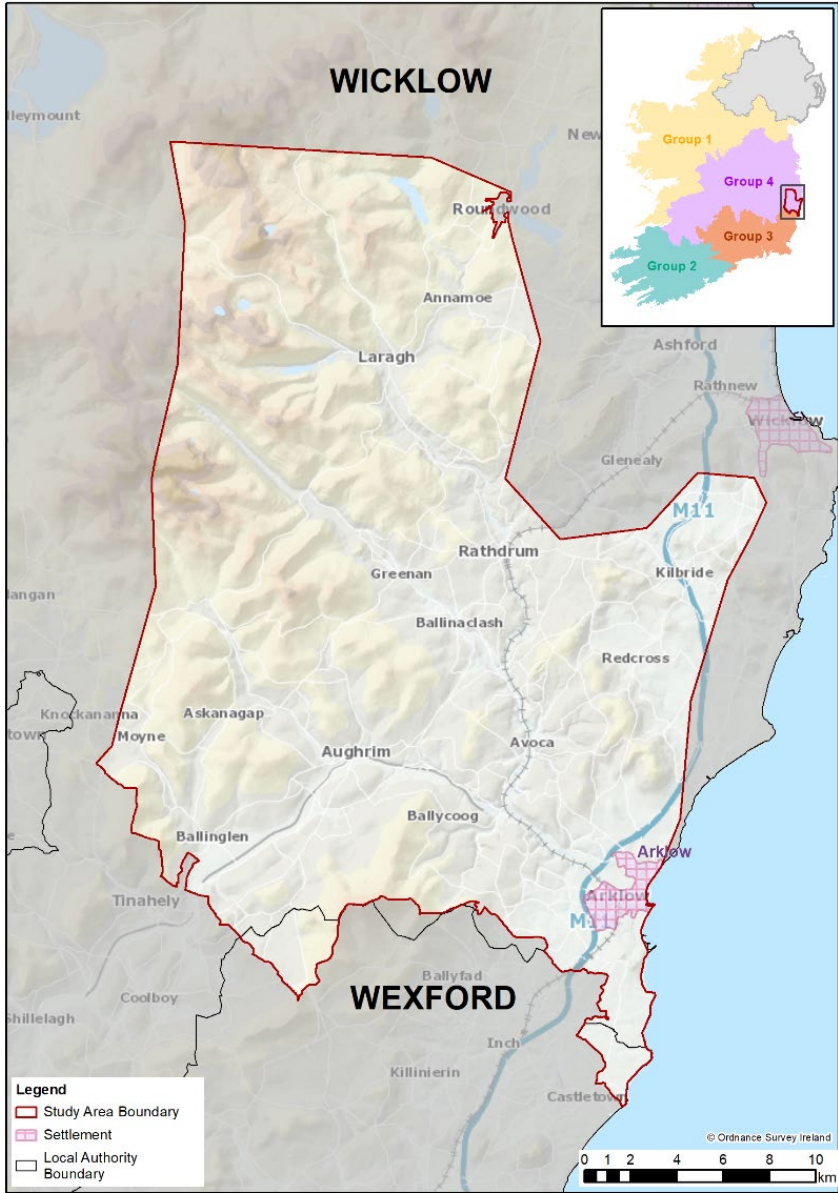 WICKLOW
Group 1
Group 4
Group 3
Group 2
lleymount
New
Roundwood
Annamoe
Laragh
Ashford
Rathnew
Wicklow
Glenealy
M11
Rathdrum
Greenan
Kilbride
langan
Ballinaclash
Redcross
Knockananna
town
Moyne
Askanagap
Aughrim
Avoca
Ballycoog
Ballinglen
Arklow
Arklow
Tinahely
Ballyfad
WEXFORD
Coolboy
Shillelagh
Inch
Killinierin
Castletown
Legend
Study Area Boundary
Settlement
Local Authority
Boundary
© Ordnance Survey Ireland
0 1 2 4 6 8 10
km